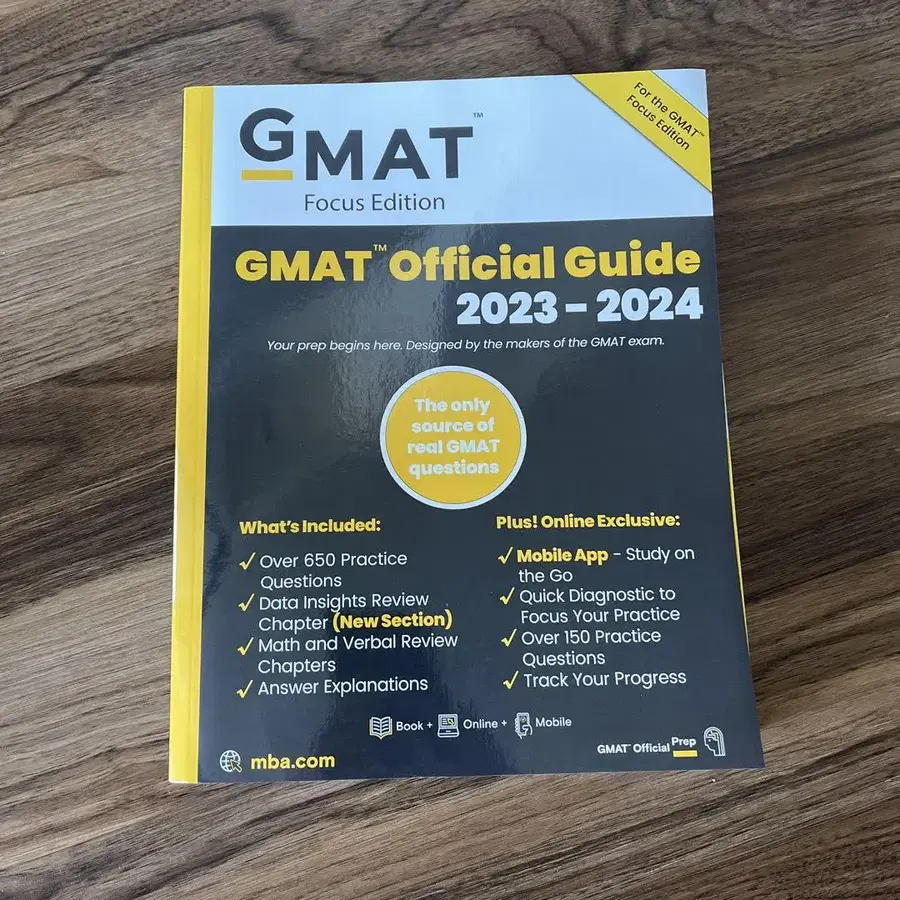 GMAT™
Focus Edition
For the GMAT™
Focus Edition
GMAT™ Official Guide
2023 – 2024
Your prep begins here. Designed by the makers of the GMAT exam.
The only
source of
real GMAT
questions
What's Included:
✓ Over 650 Practice
Questions
✓ Data Insights Review
Chapter (New Section)
✓ Math and Verbal Review
Chapters
✓ Answer Explanations
Plus! Online Exclusive:
✓ Mobile App - Study on
the Go
✓ Quick Diagnostic to
Focus Your Practice
✓ Over 150 Practice
Questions
✓ Track Your Progress
Book + Online + Mobile
GMAT™ Official Prep
mba.com